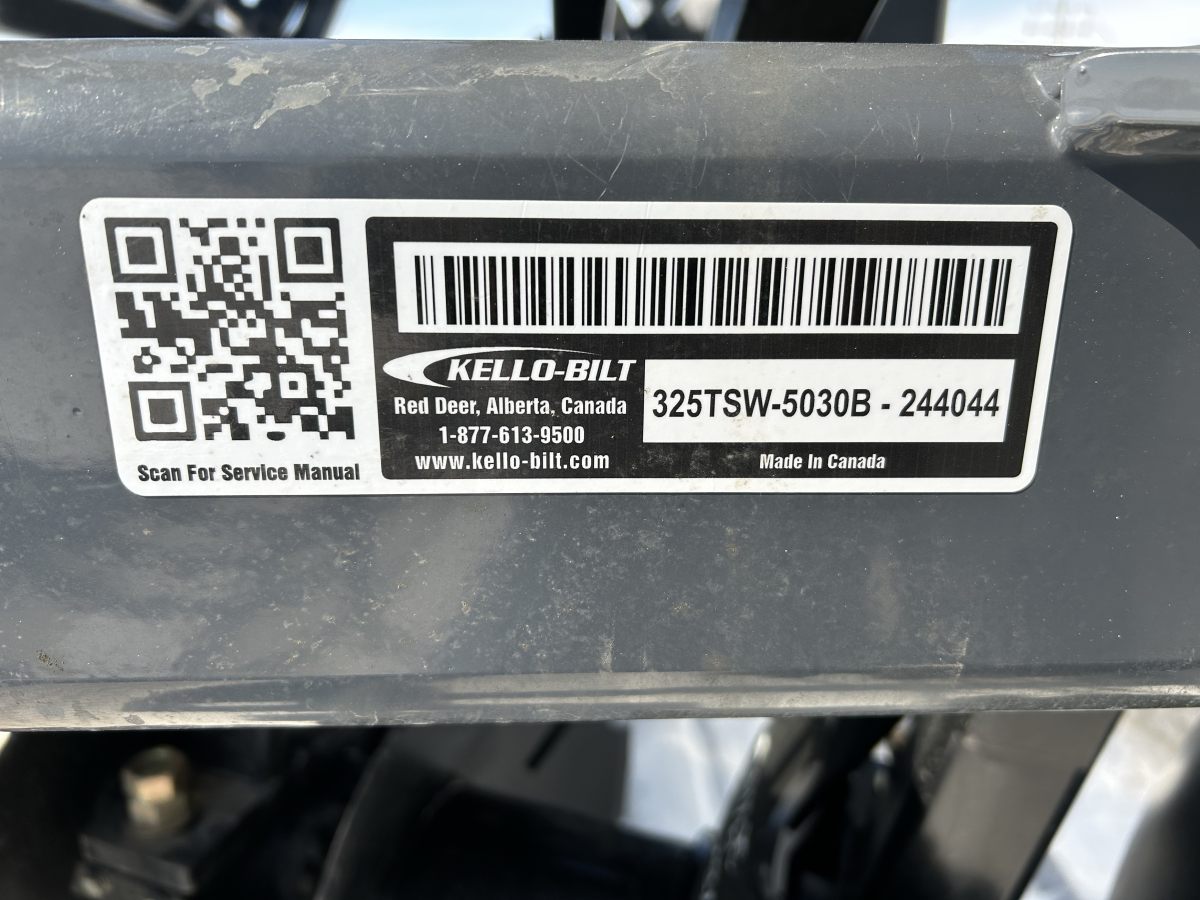 KELLO-BILT
Red Deer, Alberta, Canada
1-877-613-9500
www.kello-bilt.com
325TSW-5030B - 244044
Made In Canada
Scan For Service Manual